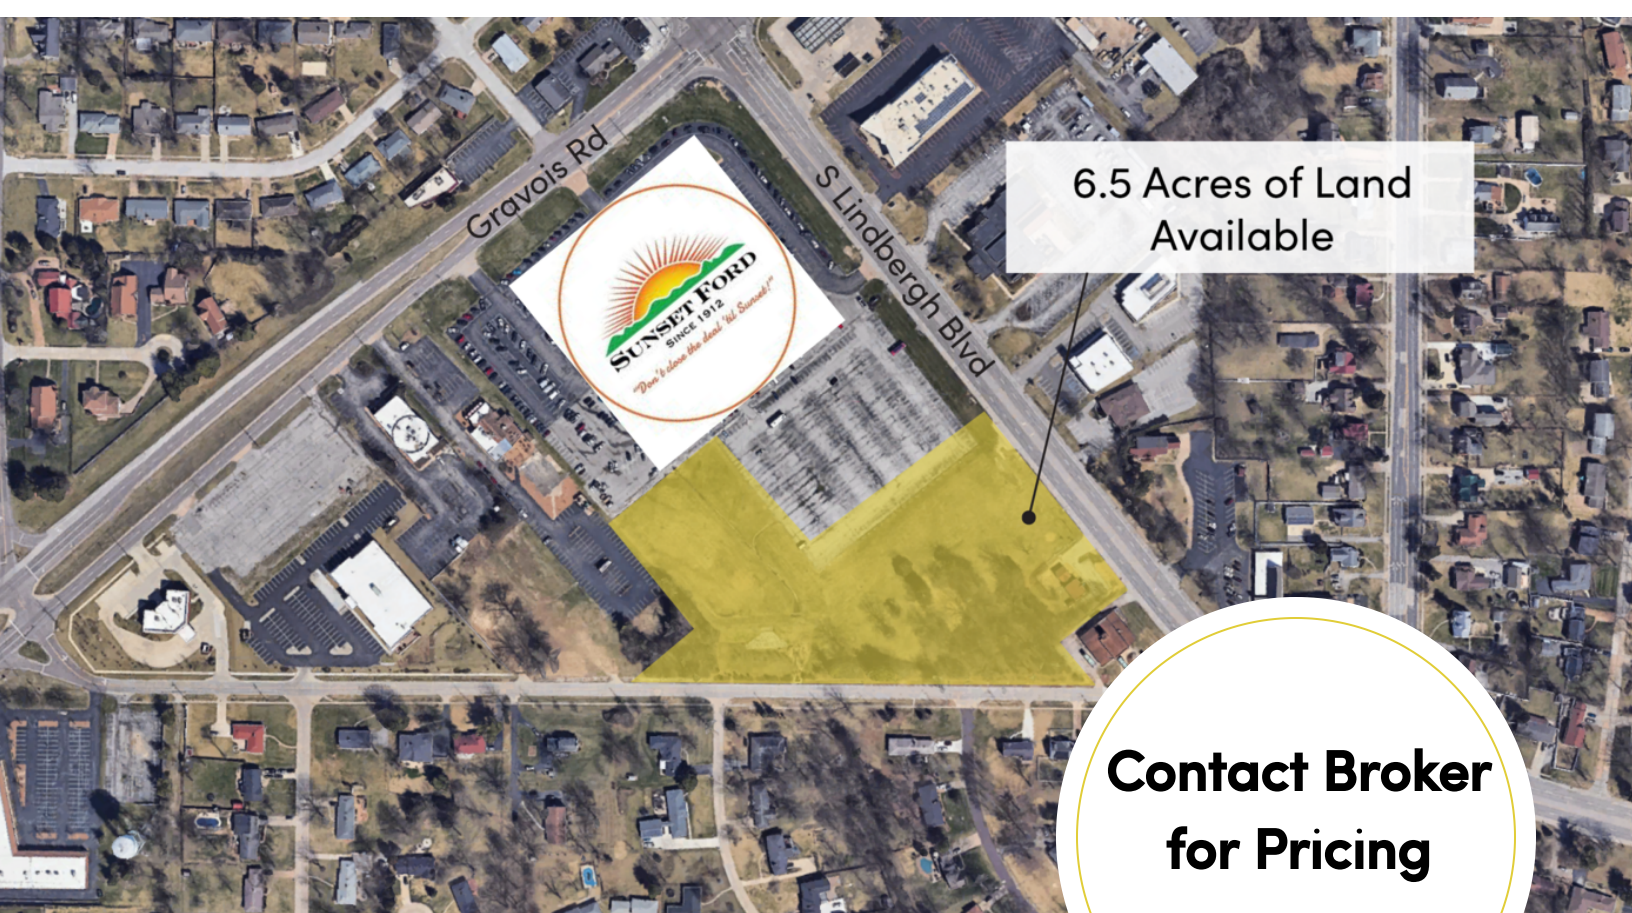 Gravois Rd
S Lindbergh Blvd
6.5 Acres of Land
Available
SUNSET FORD
SINCE 1912
"Don't close the deal 'til Sunset!"
Contact Broker
for Pricing